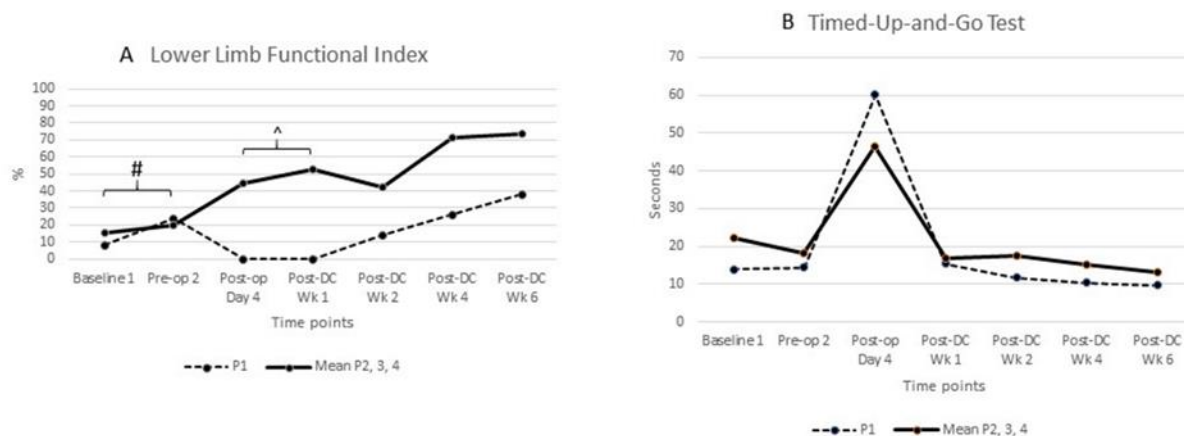 A Lower Limb Functional Index
100
90
80
70
60
50
40
30
20
10
0
%
#
^
Baseline 1 Pre-op 2 Post-op Day 4 Post-DC Wk 1 Post-DC Wk 2 Post-DC Wk 4 Post-DC Wk 6
Time points
P1 Mean P2, 3, 4
B Timed-Up-and-Go Test
70
60
50
40
30
20
10
0
Seconds
Baseline 1 Pre-op 2 Post-op Day 4 Post-DC Wk 1 Post-DC Wk 2 Post-DC Wk 4 Post-DC Wk 6
Time points
P1 Mean P2, 3, 4